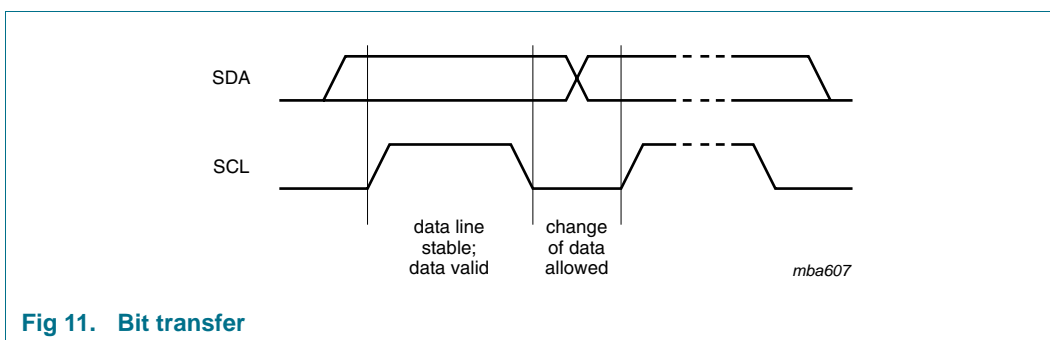 SDA
SCL
data line
stable;
data valid
change
of data
allowed
mba607
Fig 11. Bit transfer